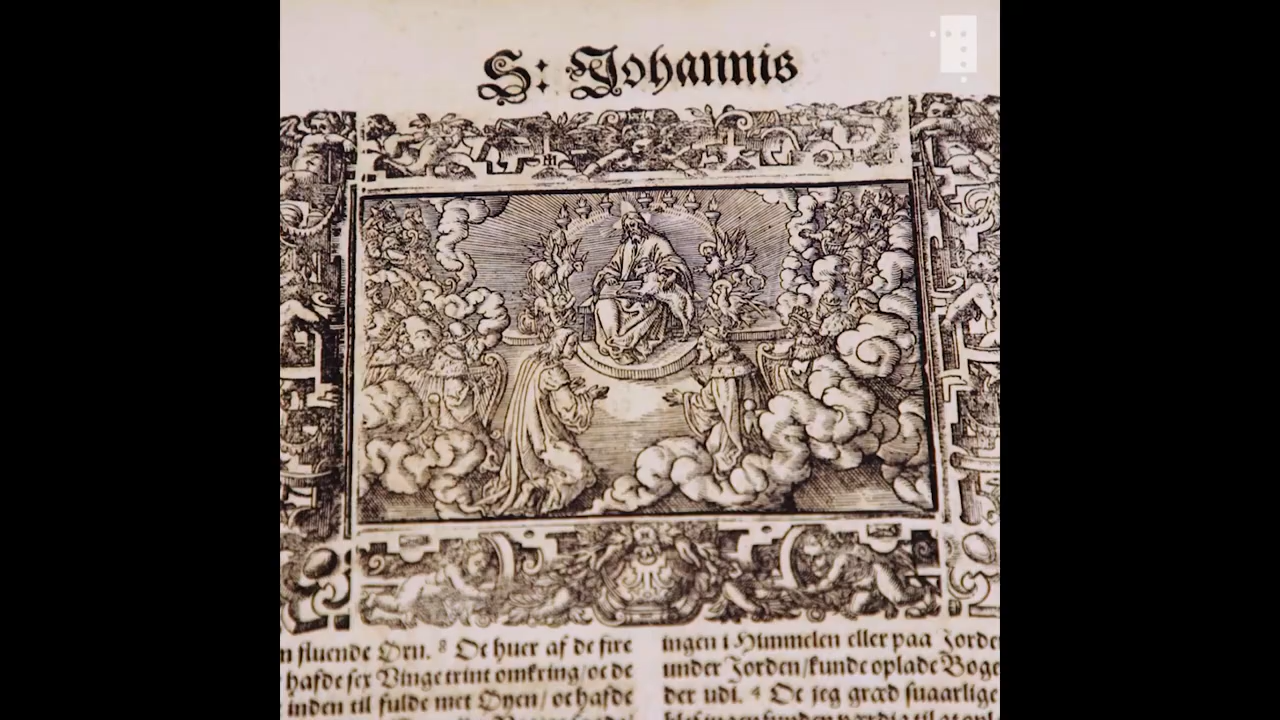 S: Johannis
n fluende Ørn. 8 Oc huer af de fire
hafde sex Vinge trint omkring/ oc de
inden til fulde met Øyen/ oc hafde
ingen i Himmelen eller paa Jorde
under Jorden/ kunde oplade Boge
der udi. 4 Oc jeg græd suaarlige